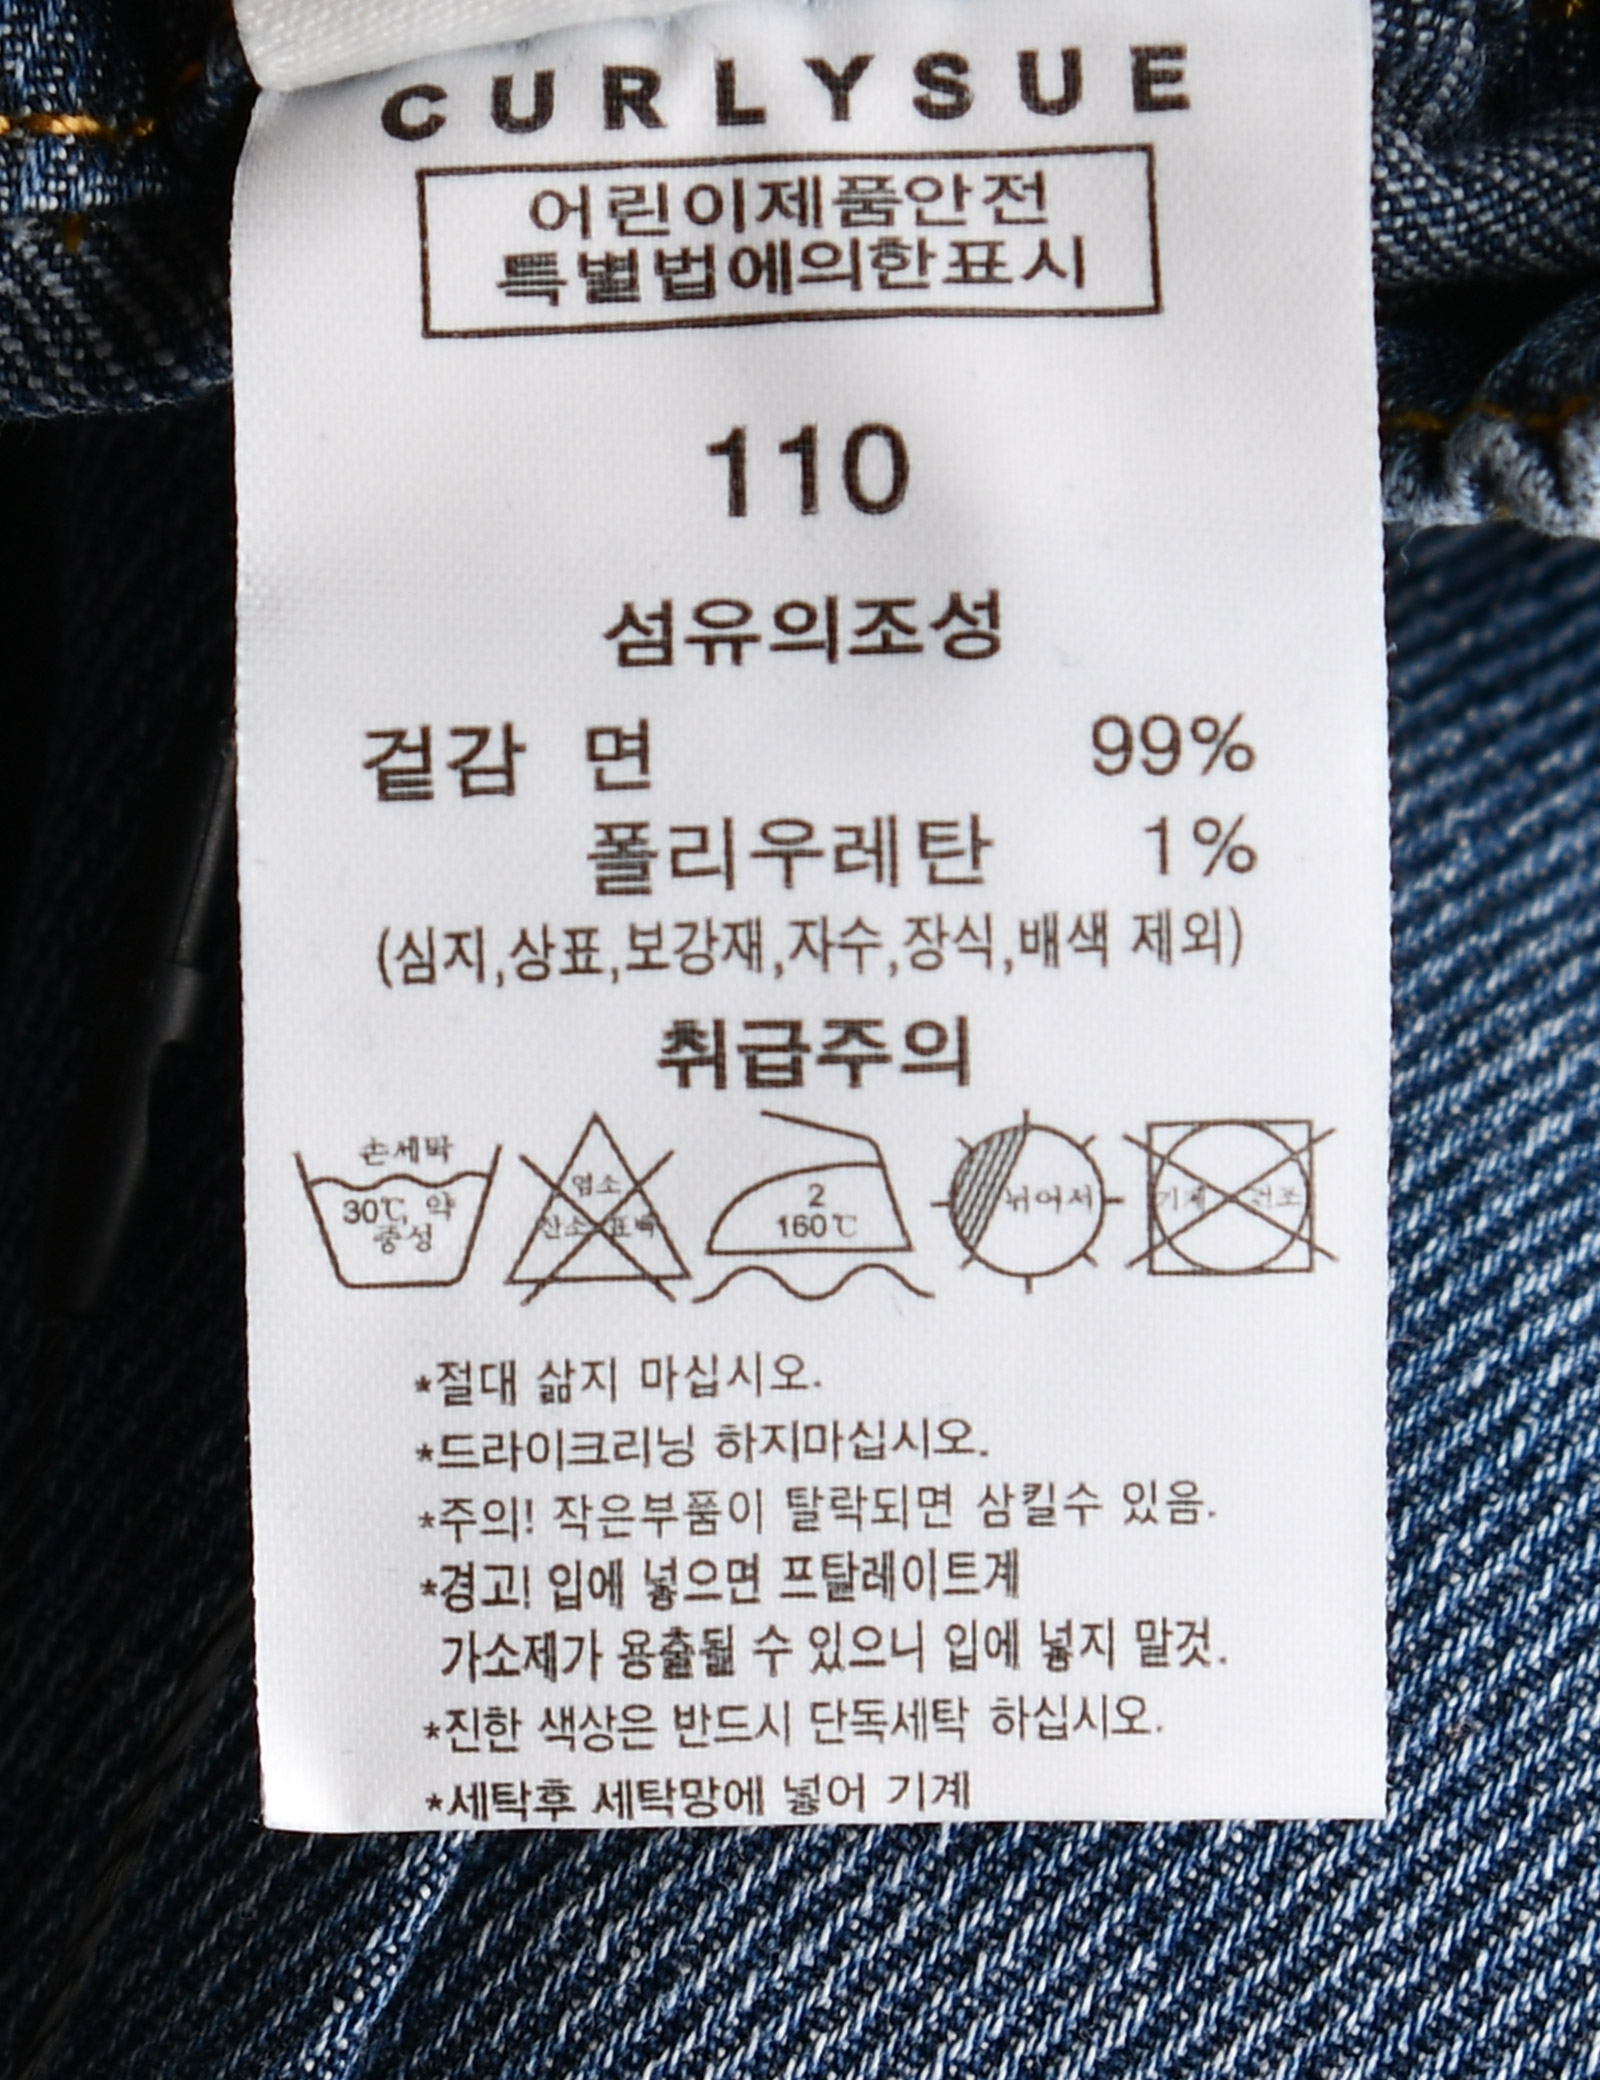 CURLYSUE
어린이제품안전
특별법에의한표시
110
섬유의조성
겉감 면 99%
폴리우레탄 1%
(심지,상표,보강재,자수,장식,배색 제외)
취급주의
손세탁
30℃, 약
중성
염소
산소 표백
2
160℃
뉘어서
기계 건조
*절대 삶지 마십시오.
*드라이크리닝 하지마십시오.
*주의! 작은부품이 탈락되면 삼킬수 있음.
*경고! 입에 넣으면 프탈레이트계
가소제가 용출될 수 있으니 입에 넣지 말것.
*진한 색상은 반드시 단독세탁 하십시오.
*세탁후 세탁망에 넣어 기계